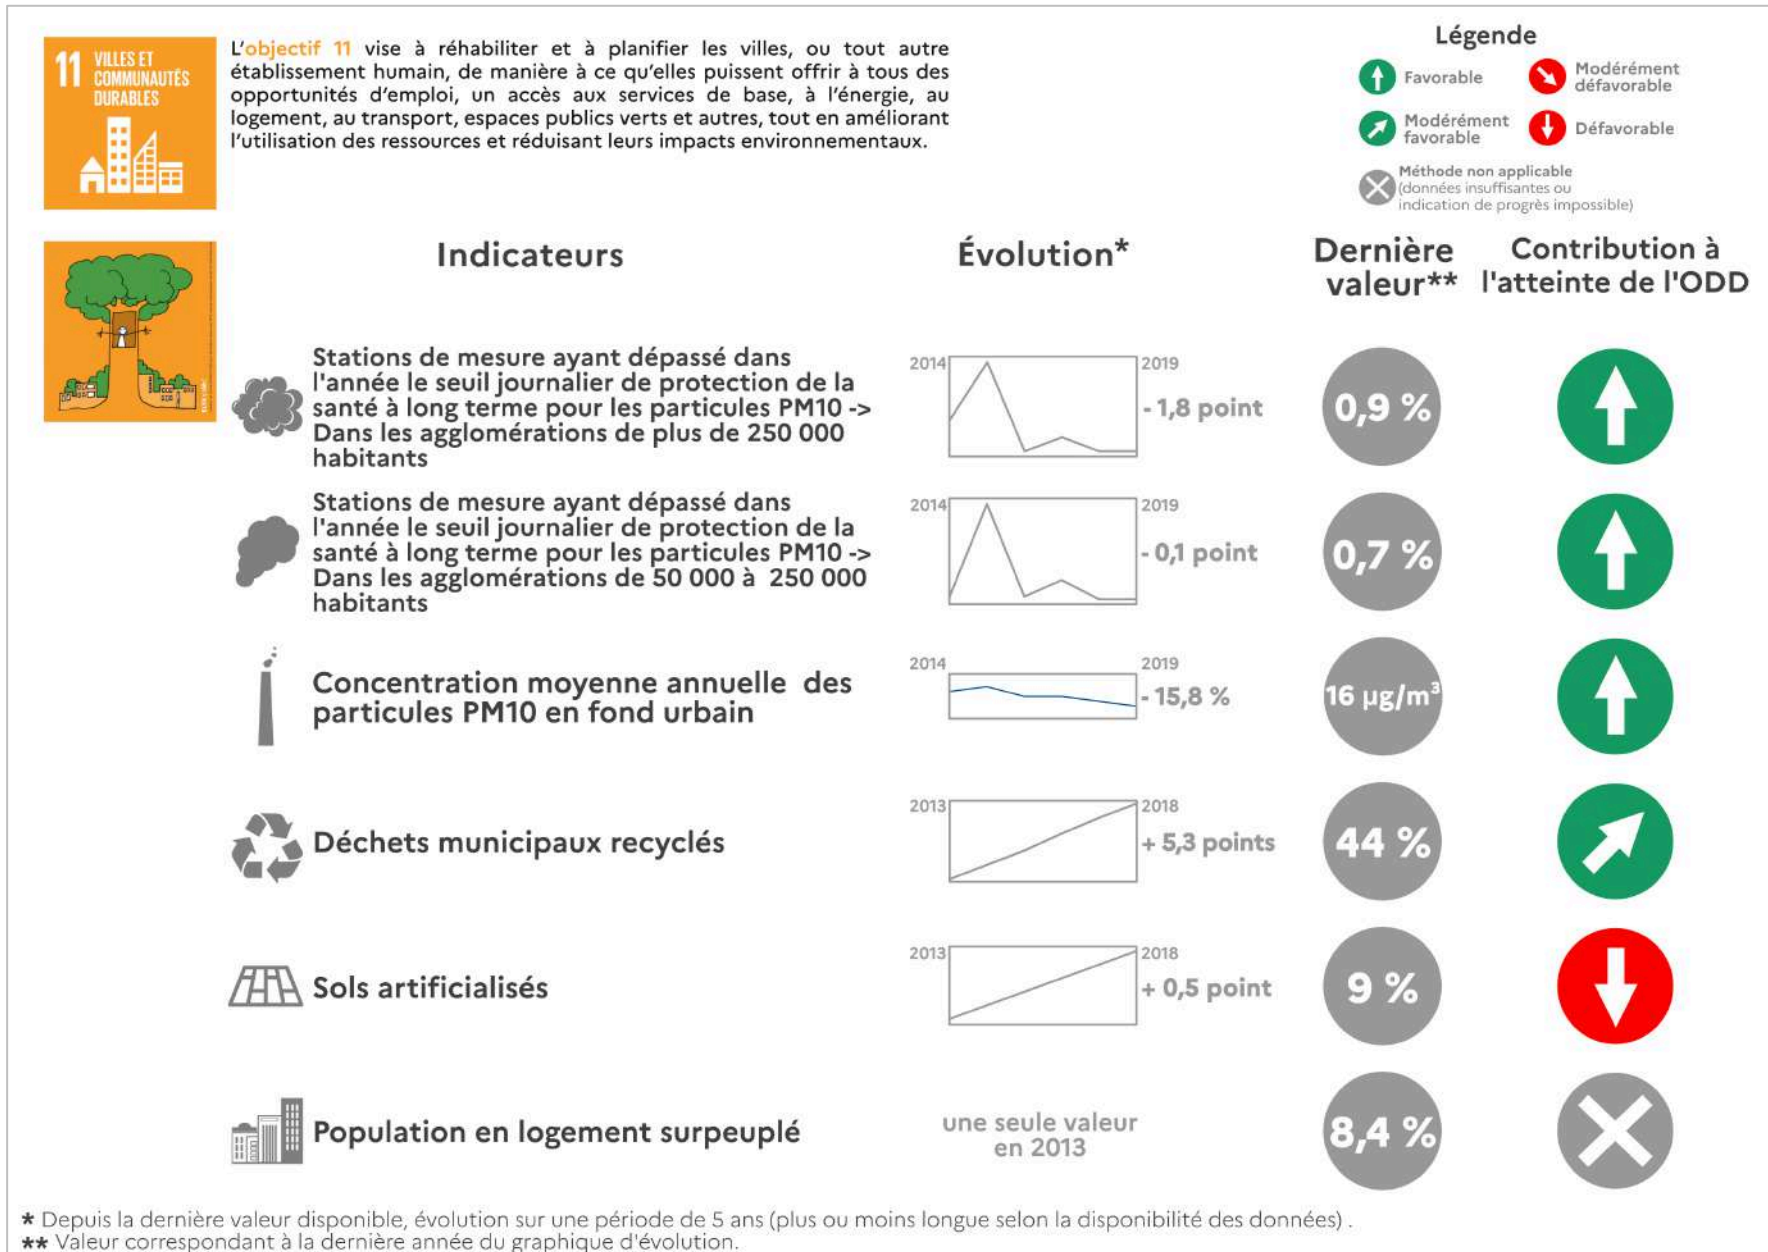 11 VILLES ET
COMMUNAUTÉS
DURABLES
L'objectif 11 vise à réhabiliter et à planifier les villes, ou tout autre
établissement humain, de manière à ce qu'elles puissent offrir à tous des
opportunités d'emploi, un accès aux services de base, à l'énergie, au
logement, au transport, espaces publics verts et autres, tout en améliorant
l'utilisation des ressources et réduisant leurs impacts environnementaux.
Légende
Favorable
Modérément
défavorable
Modérément
favorable
Défavorable
Méthode non applicable
(données insuffisantes ou
indication de progrès impossible)
Indicateurs
Évolution*
Dernière
valeur**
Contribution à
l'atteinte de l'ODD
Stations de mesure ayant dépassé dans
l'année le seuil journalier de protection de la
santé à long terme pour les particules PM10 ->
Dans les agglomérations de plus de 250 000
habitants
2014
2019
- 1,8 point
0,9 %
Stations de mesure ayant dépassé dans
l'année le seuil journalier de protection de la
santé à long terme pour les particules PM10 ->
Dans les agglomérations de 50 000 à 250 000
habitants
2014
2019
- 0,1 point
0,7 %
Concentration moyenne annuelle des
particules PM10 en fond urbain
2014
2019
- 15,8 %
16 µg/m³
Déchets municipaux recyclés
2013
2018
+ 5,3 points
44 %
Sols artificialisés
2013
2018
+ 0,5 point
9 %
Population en logement surpeuplé
une seule valeur
en 2013
8,4 %
* Depuis la dernière valeur disponible, évolution sur une période de 5 ans (plus ou moins longue selon la disponibilité des données) .
** Valeur correspondant à la dernière année du graphique d'évolution.